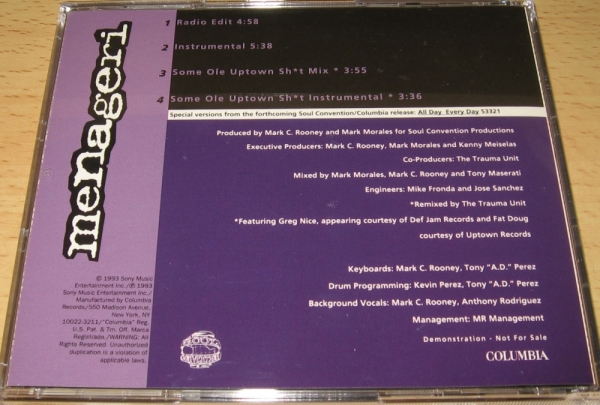 menageri
1 Radio Edit 4:58
2 Instrumental 5:38
3 Some Ole Uptown Sh*t Mix * 3:55
4 Some Ole Uptown Sh*t Instrumental * 3:36
Special versions from the forthcoming Soul Convention/Columbia release: All Day Every Day 53321
Produced by Mark C. Rooney and Mark Morales for Soul Convention Productions
Executive Producers: Mark C. Rooney, Mark Morales and Kenny Meiselas
Co-Producers: The Trauma Unit
Mixed by Mark Morales, Mark C. Rooney and Tony Maserati
Engineers: Mike Fronda and Jose Sanchez
*Remixed by The Trauma Unit
*Featuring Greg Nice, appearing courtesy of Def Jam Records and Fat Doug
courtesy of Uptown Records
Keyboards: Mark C. Rooney, Tony "A.D." Perez
Drum Programming: Kevin Perez, Tony "A.D." Perez
Background Vocals: Mark C. Rooney, Anthony Rodriguez
Management: MR Management
Demonstration - Not For Sale
COLUMBIA
© 1993 Sony Music
Entertainment Inc./℗ 1993
Sony Music Entertainment Inc./
Manufactured by Columbia
Records/550 Madison Avenue,
New York, NY
10022-3211/"Columbia" Reg.
U.S. Pat. & Tm. Off. Marca
Registrada./WARNING: All
Rights Reserved. Unauthorized
duplication is a violation of
applicable laws.